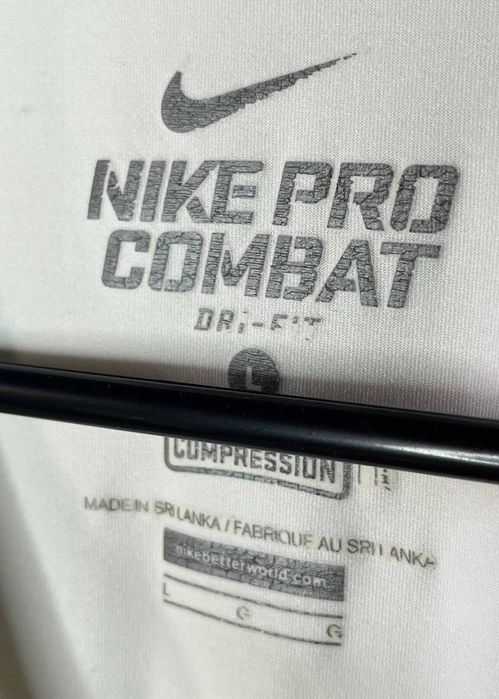 NIKE PRO
COMBAT
DRI-FIT
L
COMPRESSION
MADE IN SRI LANKA / FABRIQUE AU SRI LANKA
nikebetterworld.com
L G G